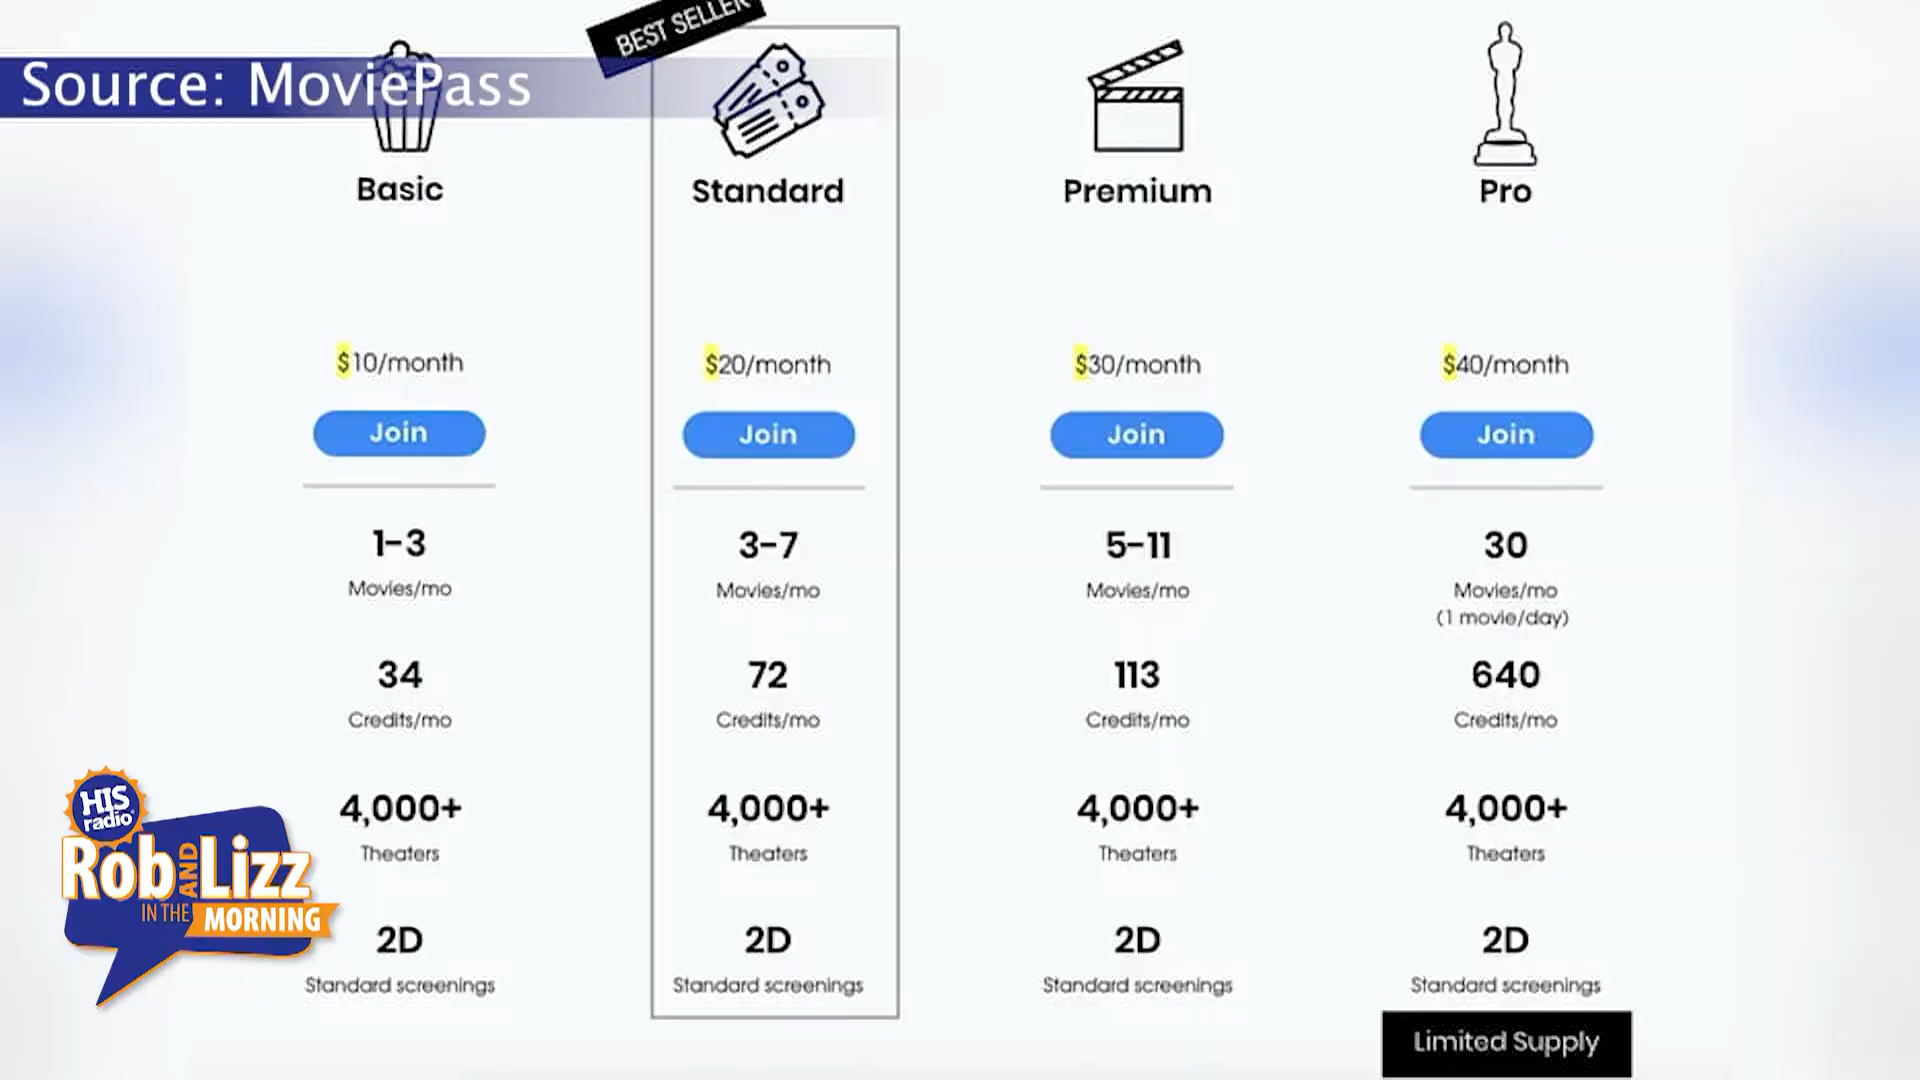 BEST SELLER
Source: MoviePass
Basic
Standard
Premium
Pro
$10/month
$20/month
$30/month
$40/month
Join
Join
Join
Join
1-3
3-7
5-11
30
Movies/mo
Movies/mo
Movies/mo
Movies/mo
(1 movie/day)
34
72
113
640
Credits/mo
Credits/mo
Credits/mo
Credits/mo
4,000+
4,000+
4,000+
4,000+
Theaters
Theaters
Theaters
Theaters
2D
2D
2D
2D
Standard screenings
Standard screenings
Standard screenings
Standard screenings
Limited Supply
HIS
radio
Rob AND Lizz
IN THE MORNING